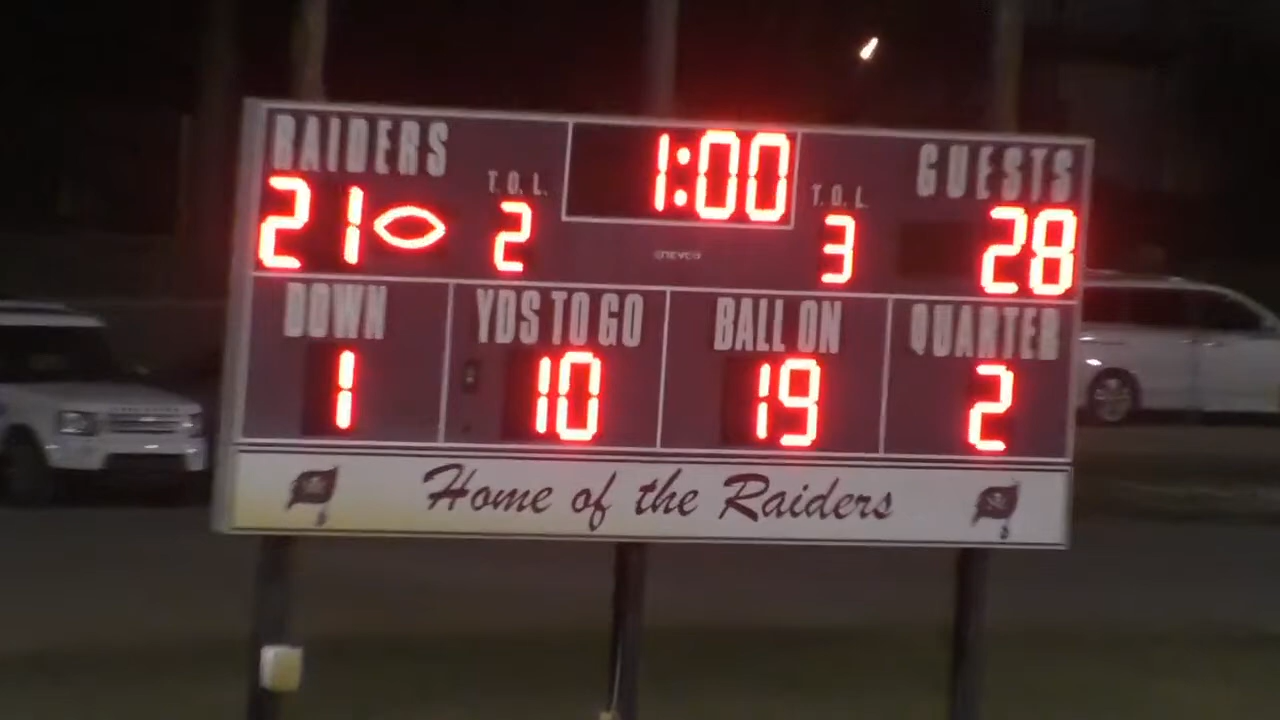 RAIDERS 1:00 GUESTS
T.O.L. T.O.L.
21 2 3 28
DOWN YDS TO GO BALL ON QUARTER
1 10 19 2
Home of the Raiders